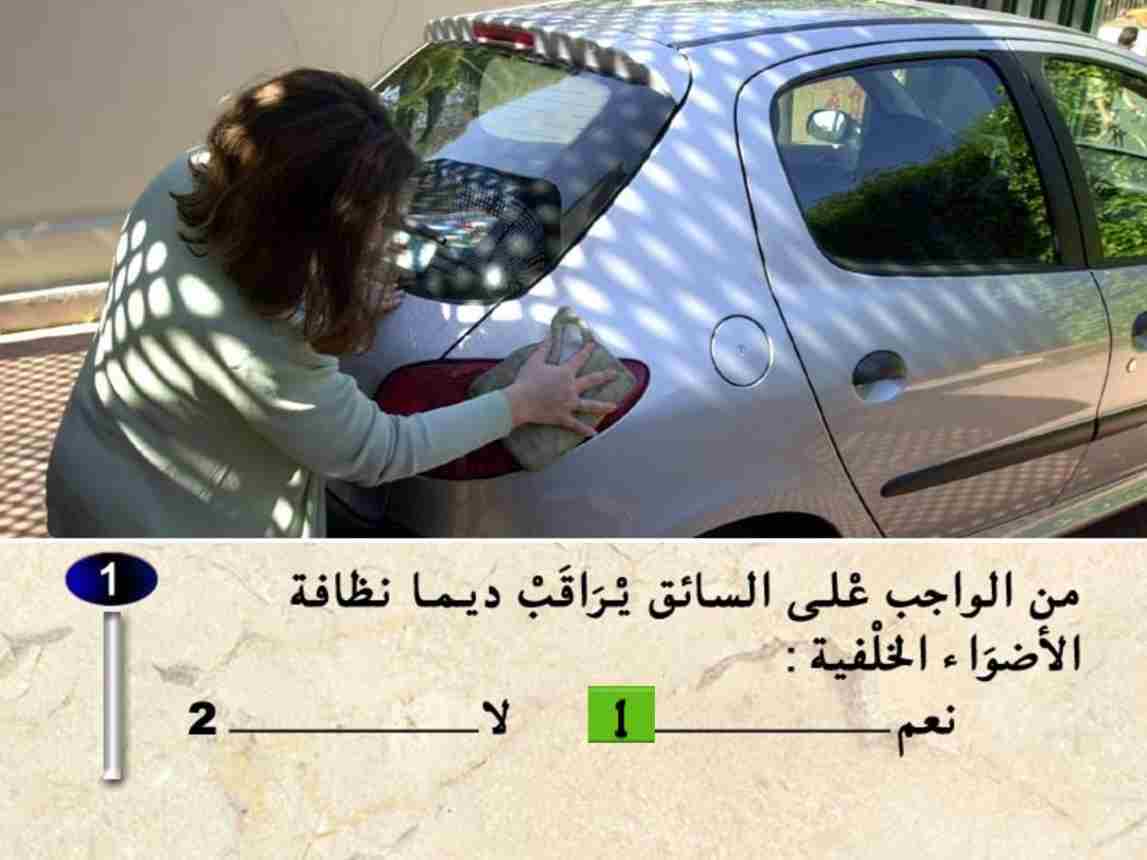 1
من الواجب عْلى السائق يْرَاقَبْ ديما نظافة
الأضوَاء الخلْفية :
نعم 1 لا 2